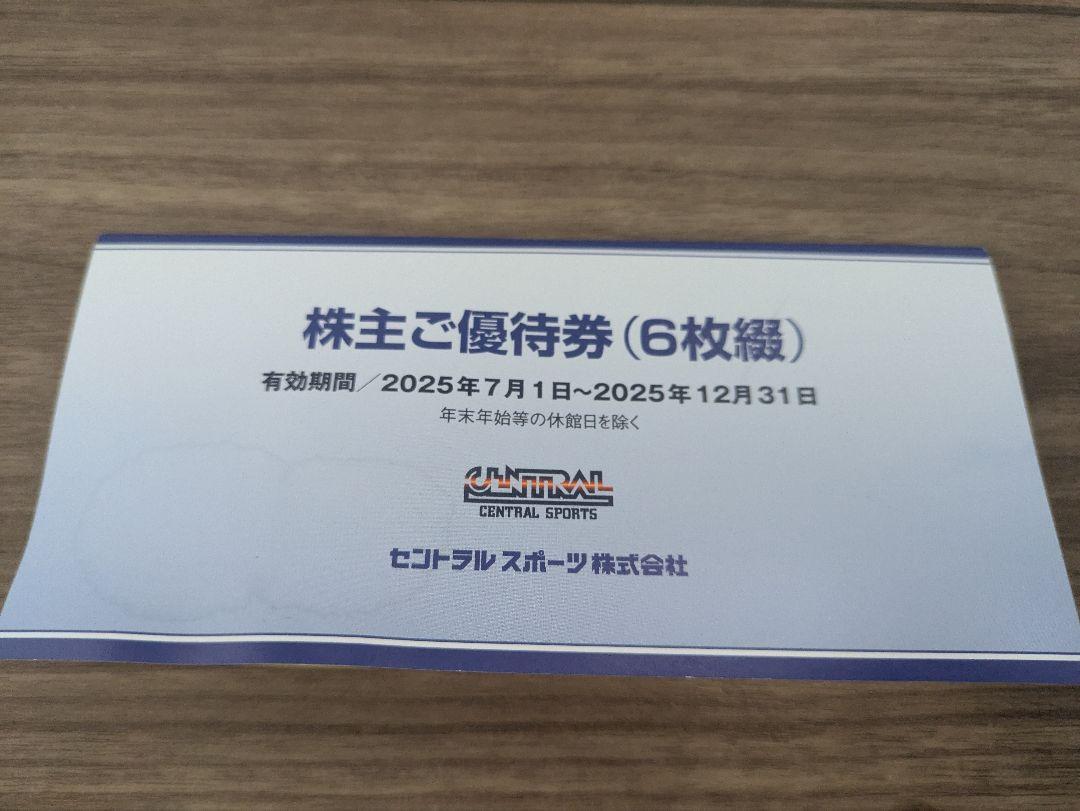 株主ご優待券（6枚綴）
有効期間／2025年7月1日～2025年12月31日
年末年始等の休館日を除く
CENTRAL
CENTRAL SPORTS
セントラルスポーツ株式会社